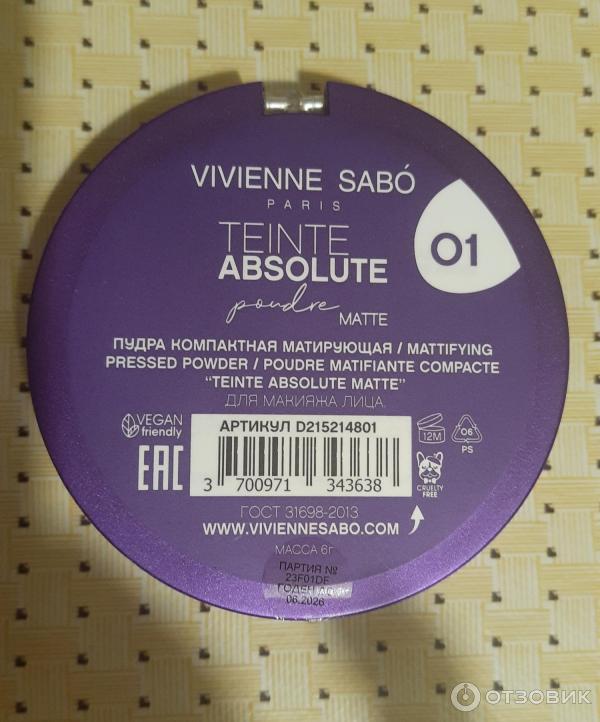 VIVIENNE SABÓ
PARIS
TEINTE
ABSOLUTE
01
poudre MATTE
ПУДРА КОМПАКТНАЯ МАТИРУЮЩАЯ / MATTIFYING
PRESSED POWDER / POUDRE MATIFIANTE COMPACTE
"TEINTE ABSOLUTE MATTE"
ДЛЯ МАКИЯЖА ЛИЦА
VEGAN
friendly
АРТИКУЛ D215214801
3 700971 343638
EAC
12M
06
PS
CRUELTY
FREE
ГОСТ 31698-2013
WWW.VIVIENNESABO.COM
МАССА 6г
ПАРТИЯ №
23F01DF
ГОДЕН
06.2026
ОТЗОВИК